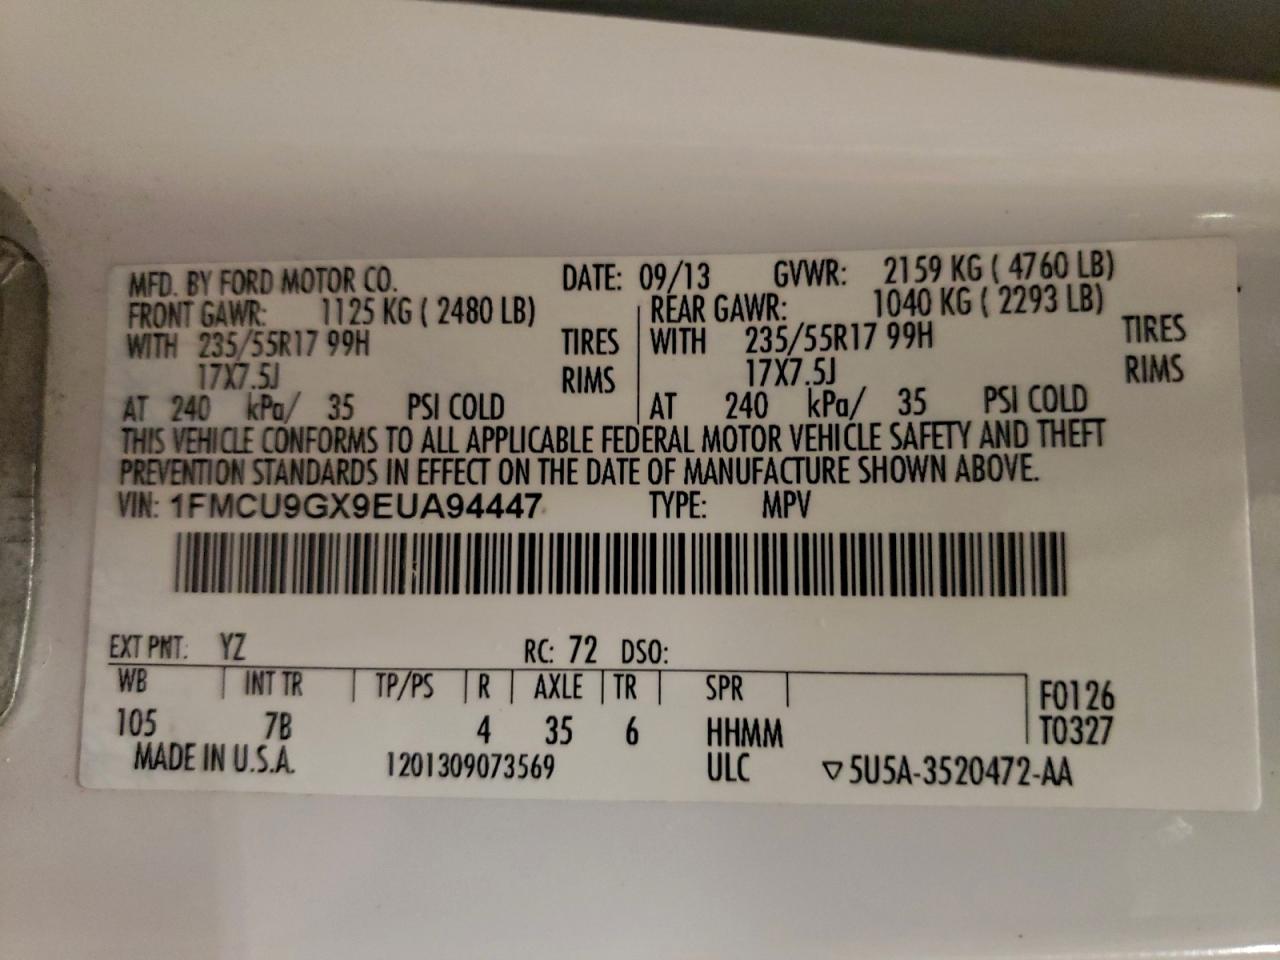 MFD. BY FORD MOTOR CO. DATE: 09/13 GVWR: 2159 KG ( 4760 LB)
FRONT GAWR: 1125 KG ( 2480 LB) REAR GAWR: 1040 KG ( 2293 LB)
WITH 235/55R17 99H TIRES WITH 235/55R17 99H TIRES
17X7.5J RIMS 17X7.5J RIMS
AT 240 kPa/ 35 PSI COLD AT 240 kPa/ 35 PSI COLD
THIS VEHICLE CONFORMS TO ALL APPLICABLE FEDERAL MOTOR VEHICLE SAFETY AND THEFT
PREVENTION STANDARDS IN EFFECT ON THE DATE OF MANUFACTURE SHOWN ABOVE.
VIN: 1FMCU9GX9EUA94447 TYPE: MPV
EXT PNT: YZ RC: 72 DSO:
WB INT TR TP/PS R AXLE TR SPR F0126
105 7B 4 35 6 HHMM T0327
MADE IN U.S.A. 1201309073569 ULC ▽5U5A-3520472-AA